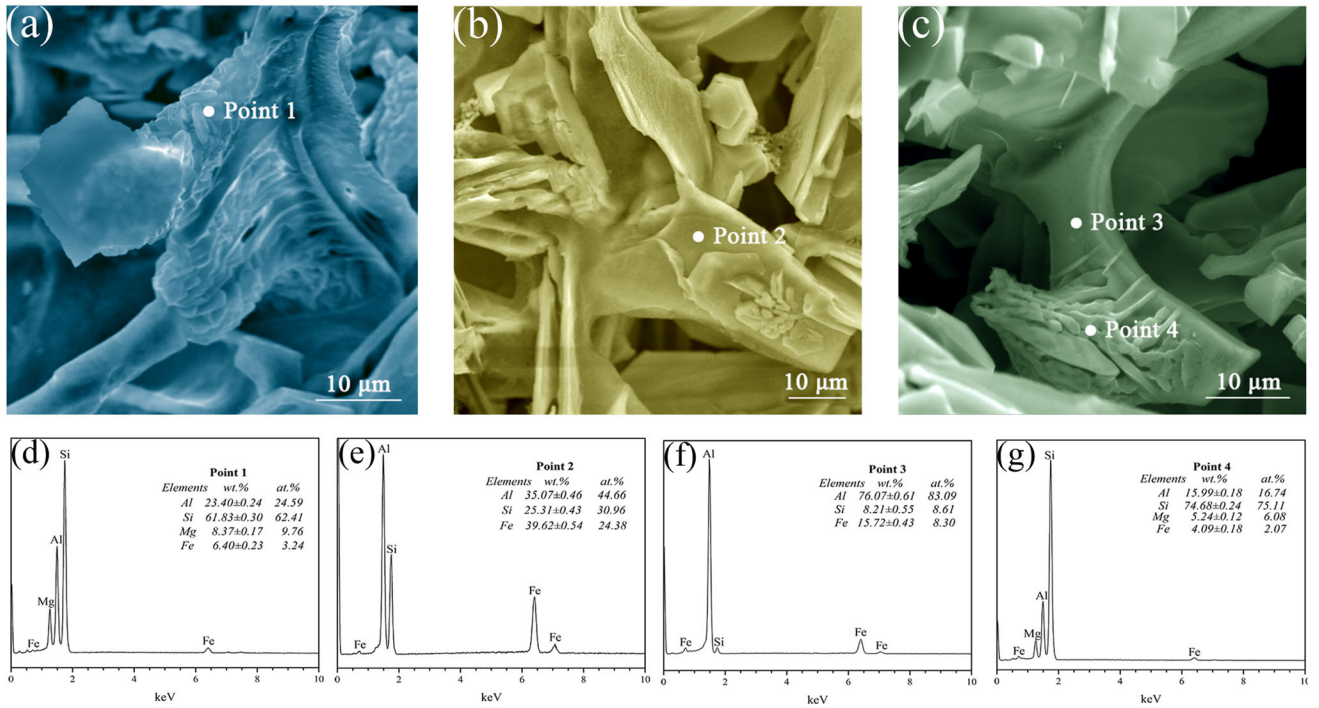 (a)
Point 1
10 µm
(b)
Point 2
10 µm
(c)
Point 3
Point 4
10 µm
(d)
Si
Al
Mg
Fe
Fe
Point 1
Elements wt.% at.%
Al 23.40±0.24 24.59
Si 61.83±0.30 62.41
Mg 8.37±0.17 9.76
Fe 6.40±0.23 3.24
0 2 4 6 8 10
keV
(e)
Al
Si
Fe
Fe
Fe
Point 2
Elements wt.% at.%
Al 35.07±0.46 44.66
Si 25.31±0.43 30.96
Fe 39.62±0.54 24.38
0 2 4 6 8 10
keV
(f)
Al
Fe
Si
Fe
Fe
Point 3
Elements wt.% at.%
Al 76.07±0.61 83.09
Si 8.21±0.55 8.61
Fe 15.72±0.43 8.30
0 2 4 6 8 10
keV
(g)
Si
Al
Mg
Fe
Fe
Point 4
Elements wt.% at.%
Al 15.99±0.18 16.74
Si 74.68±0.24 75.11
Mg 5.24±0.12 6.08
Fe 4.09±0.18 2.07
0 2 4 6 8 10
keV